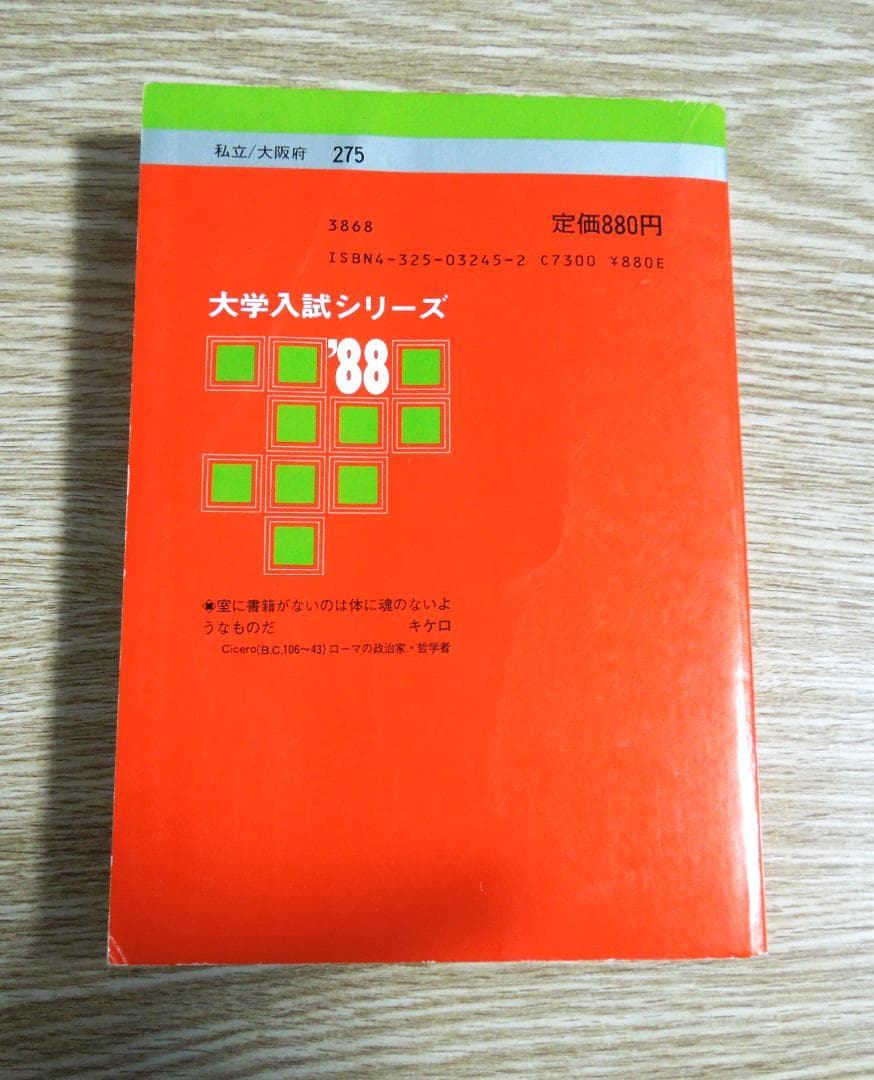 私立/大阪府 275
3868 定価880円
ISBN4-325-03245-2 C7300 ¥880E
大学入試シリーズ
'88
室に書籍がないのは体に魂のないよ
うなものだ キケロ
Cicero(B.C.106〜43)ローマの政治家・哲学者